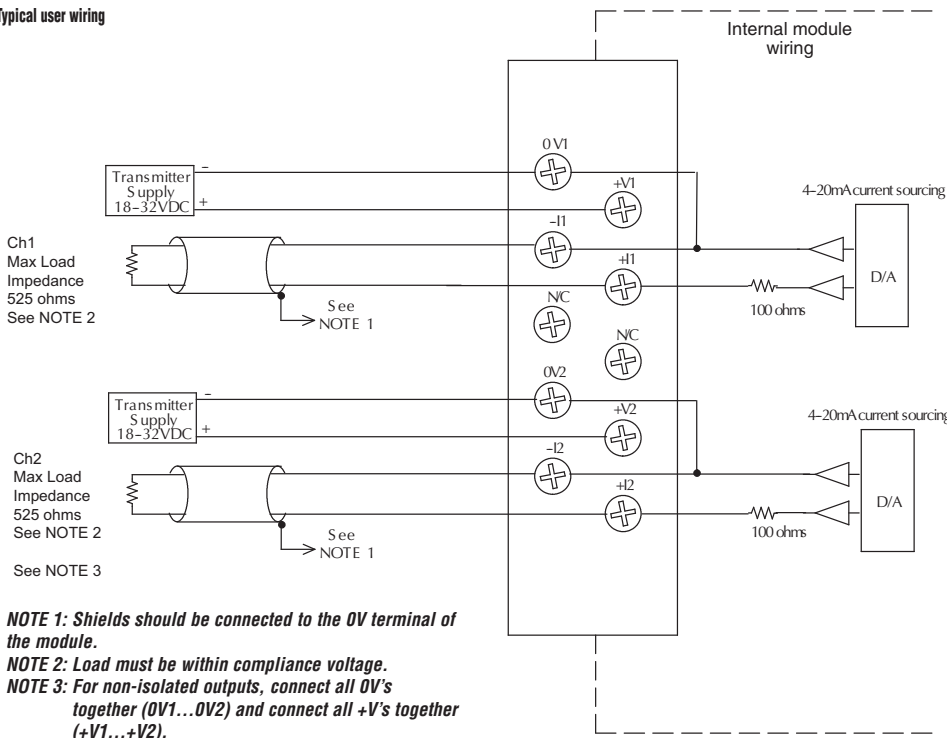 Typical user wiring
Internal module
wiring
0 V1
Transmitter
Supply
18-32VDC
–
+
+V1
4–20mA current sourcing
–I1
Ch1
Max Load
Impedance
525 ohms
See NOTE 2
+I1
D/A
100 ohms
See
NOTE 1
N/C
N/C
0V2
Transmitter
Supply
18-32VDC
–
+
+V2
4–20mA current sourcing
–I2
Ch2
Max Load
Impedance
525 ohms
See NOTE 2
+I2
D/A
100 ohms
See
NOTE 1
See NOTE 3
NOTE 1: Shields should be connected to the 0V terminal of
the module.
NOTE 2: Load must be within compliance voltage.
NOTE 3: For non-isolated outputs, connect all 0V's
together (0V1...0V2) and connect all +V's together
(+V1...+V2).